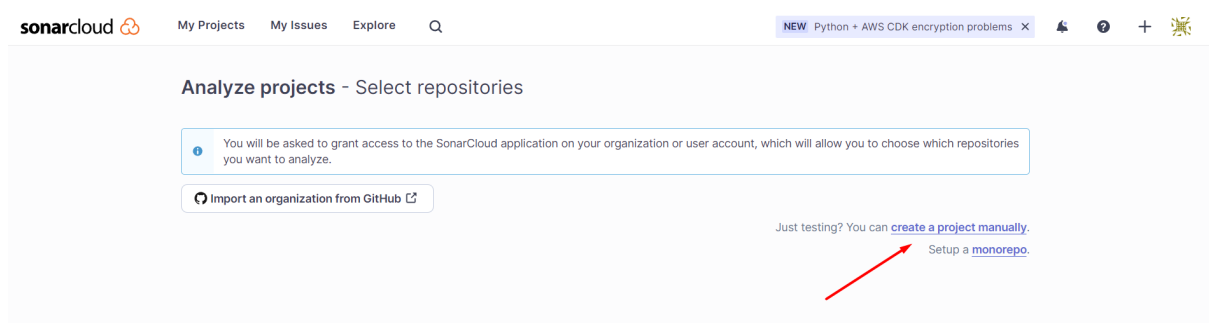 sonarcloud My Projects My Issues Explore NEW Python + AWS CDK encryption problems
Analyze projects - Select repositories
You will be asked to grant access to the SonarCloud application on your organization or user account, which will allow you to choose which repositories
you want to analyze.
Import an organization from GitHub
Just testing? You can create a project manually.
Setup a monorepo.